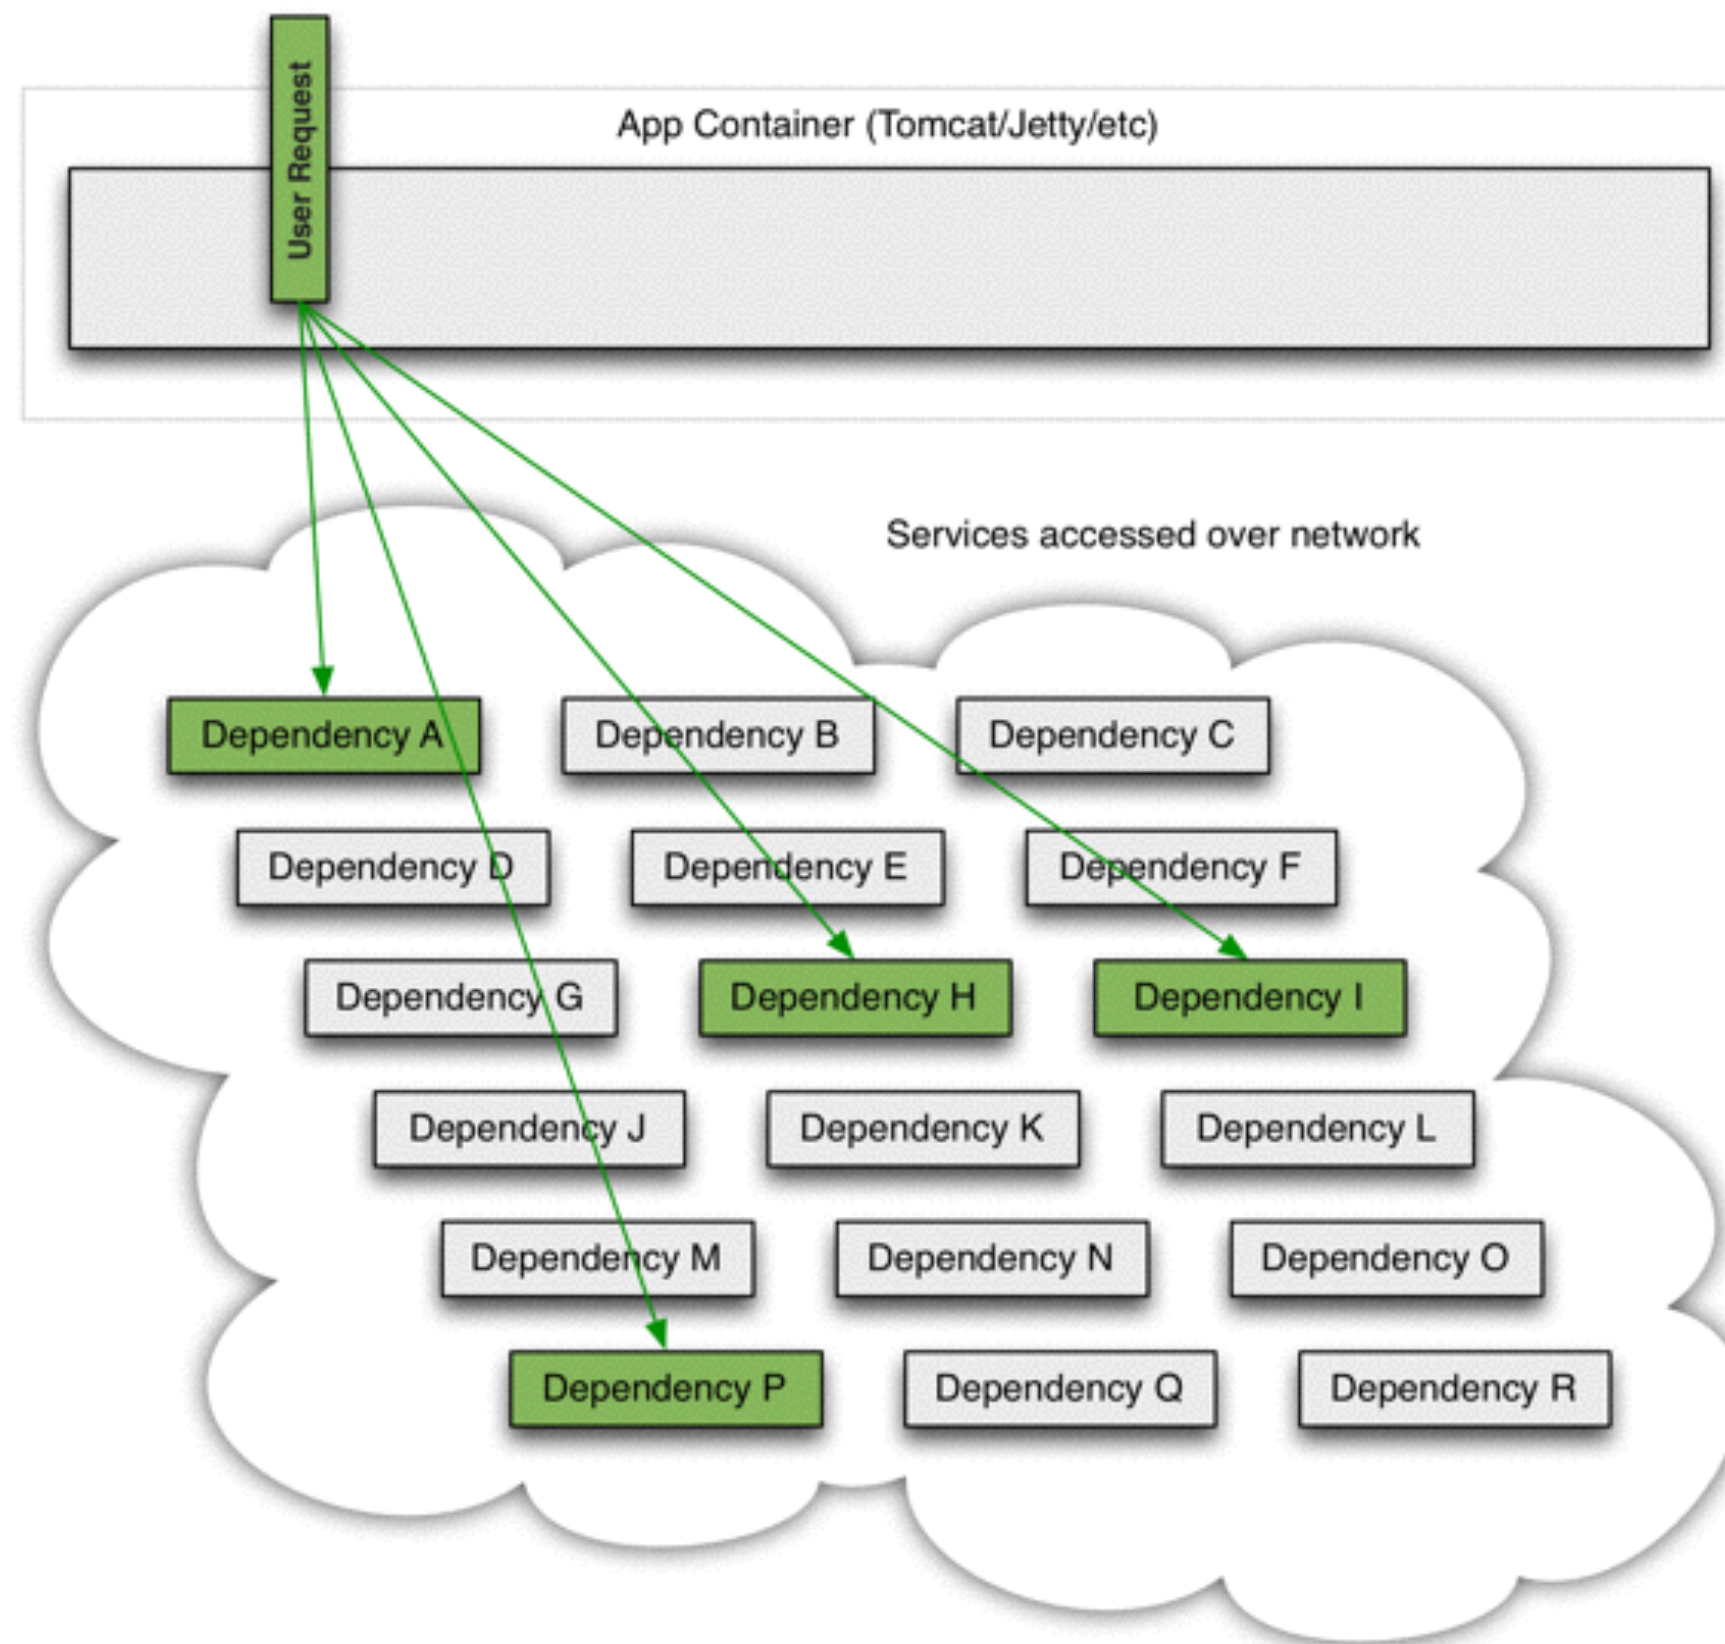 User Request
App Container (Tomcat/Jetty/etc)
Services accessed over network
Dependency A
Dependency B
Dependency C
Dependency D
Dependency E
Dependency F
Dependency G
Dependency H
Dependency I
Dependency J
Dependency K
Dependency L
Dependency M
Dependency N
Dependency O
Dependency P
Dependency Q
Dependency R